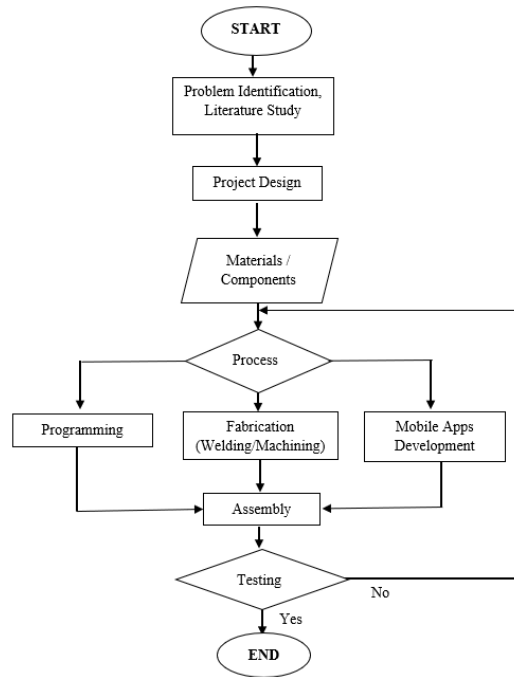 START
Problem Identification,
Literature Study
Project Design
Materials /
Components
Process
Programming
Fabrication
(Welding/Machining)
Mobile Apps
Development
Assembly
Testing
No
Yes
END